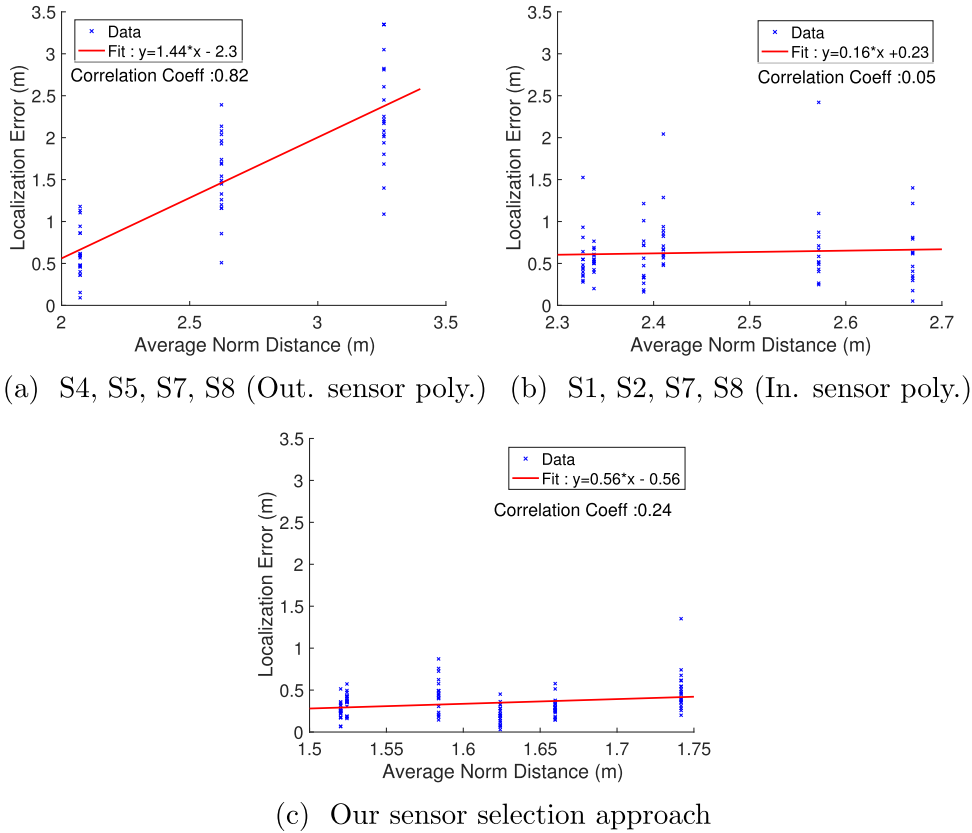 3.5
3
2.5
2
1.5
1
0.5
0
Localization Error (m)
Data
Fit : y=1.44*x - 2.3
Correlation Coeff :0.82
2 2.5 3 3.5
Average Norm Distance (m)
(a) S4, S5, S7, S8 (Out. sensor poly.)
3.5
3
2.5
2
1.5
1
0.5
0
Localization Error (m)
Data
Fit : y=0.16*x +0.23
Correlation Coeff :0.05
2.3 2.4 2.5 2.6 2.7
Average Norm Distance (m)
(b) S1, S2, S7, S8 (In. sensor poly.)
3.5
3
2.5
2
1.5
1
0.5
0
Localization Error (m)
Data
Fit : y=0.56*x - 0.56
Correlation Coeff :0.24
1.5 1.55 1.6 1.65 1.7 1.75
Average Norm Distance (m)
(c) Our sensor selection approach